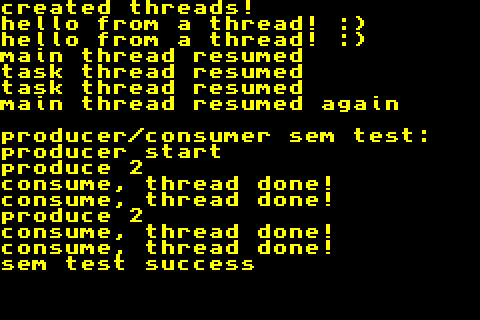 created threads!
hello from a thread! :)
hello from a thread! :)
main thread resumed
task thread resumed
task thread resumed
main thread resumed again
producer/consumer sem test:
producer start
produce 2
consume, thread done!
consume, thread done!
produce 2
consume, thread done!
consume, thread done!
sem test success